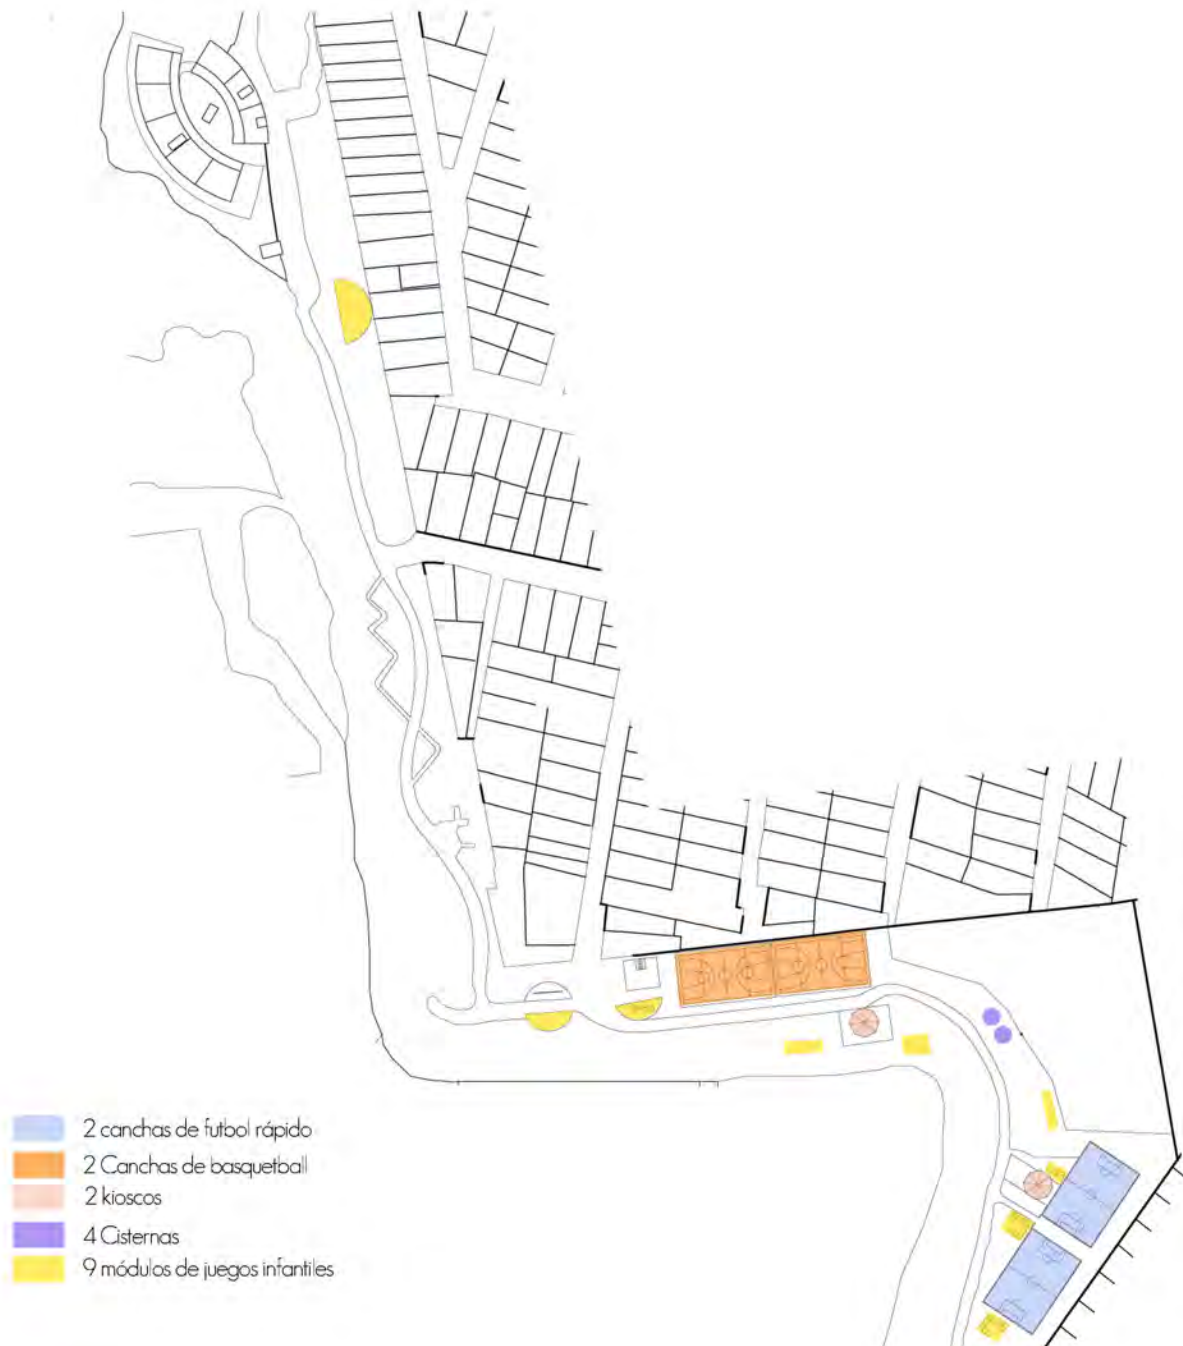 2 canchas de futbol rápido
2 Canchas de basquetball
2 kioscos
4 Cisternas
9 módulos de juegos infantiles